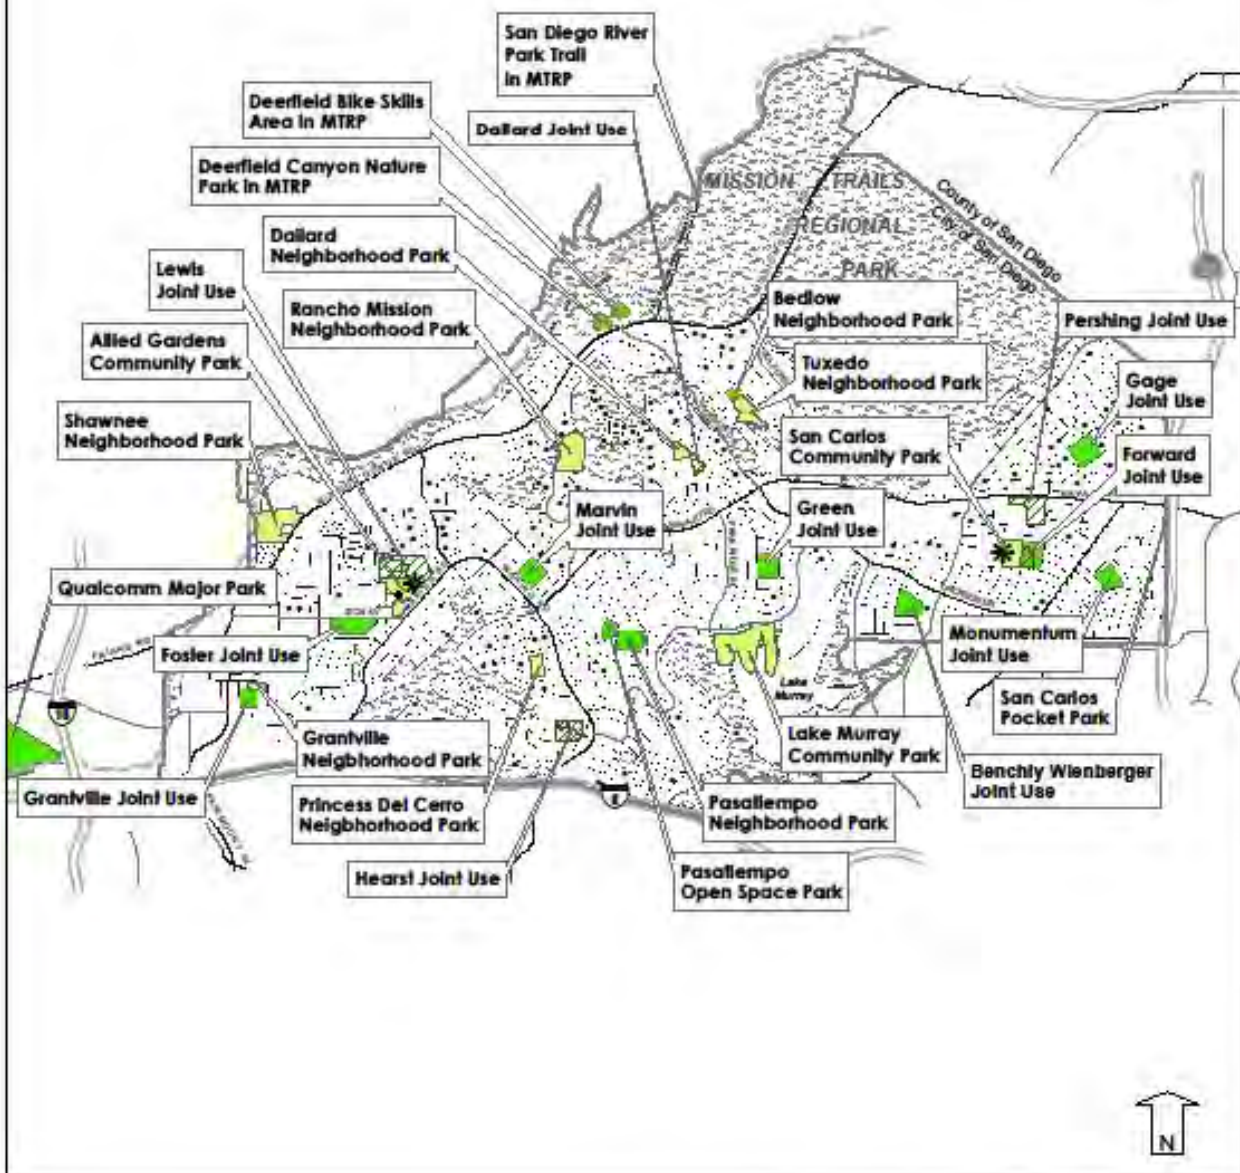 San Diego River
Park Trail
in MTRP
Deerfield Bike Skills
Area in MTRP
Dailard Joint Use
Deerfield Canyon Nature
Park in MTRP
MISSION TRAILS
REGIONAL
PARK
County of San Diego
City of San Diego
Dailard
Neighborhood Park
Lewis
Joint Use
Rancho Mission
Neighborhood Park
Bedlow
Neighborhood Park
Pershing Joint Use
Allied Gardens
Community Park
Tuxedo
Neighborhood Park
Gage
Joint Use
Shawnee
Neighborhood Park
San Carlos
Community Park
Forward
Joint Use
Marvin
Joint Use
Green
Joint Use
Qualcomm Major Park
Foster Joint Use
Monumentum
Joint Use
Lake
Murray
San Carlos
Pocket Park
15
Grantville
Neigbhorhood Park
Lake Murray
Community Park
Grantville Joint Use
Princess Del Cerro
Neigbhorhood Park
8
Pasatiempo
Neighborhood Park
Benchly Wienberger
Joint Use
Hearst Joint Use
Pasatiempo
Open Space Park
N